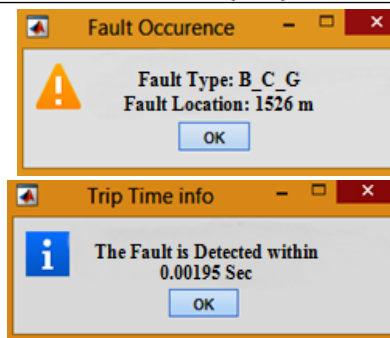 Fault Occurence
Fault Type: B_C_G
Fault Location: 1526 m
OK
Trip Time info
The Fault is Detected within
0.00195 Sec
OK